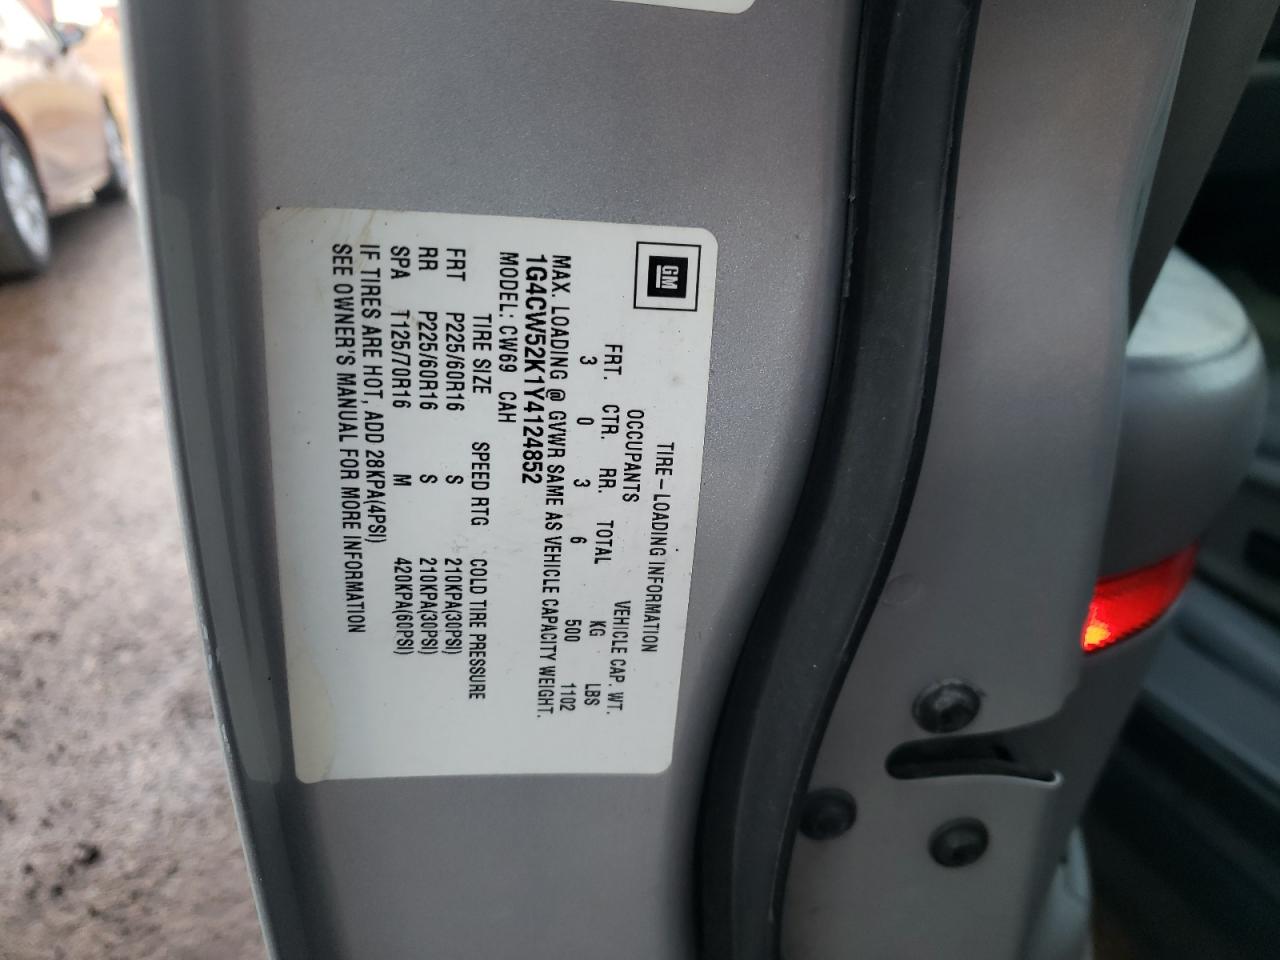 GM
TIRE-LOADING INFORMATION
OCCUPANTS VEHICLE CAP. WT.
FRT. CTR. RR. TOTAL KG LBS
3 0 3 6 500 1102
MAX. LOADING @ GVWR SAME AS VEHICLE CAPACITY WEIGHT.
1G4CW52K1Y4124852
MODEL: CW69 CAH
TIRE SIZE SPEED RTG COLD TIRE PRESSURE
FRT P225/60R16 S 210KPA(30PSI)
RR P225/60R16 S 210KPA(30PSI)
SPA T125/70R16 M 420KPA(60PSI)
IF TIRES ARE HOT, ADD 28KPA(4PSI)
SEE OWNER'S MANUAL FOR MORE INFORMATION